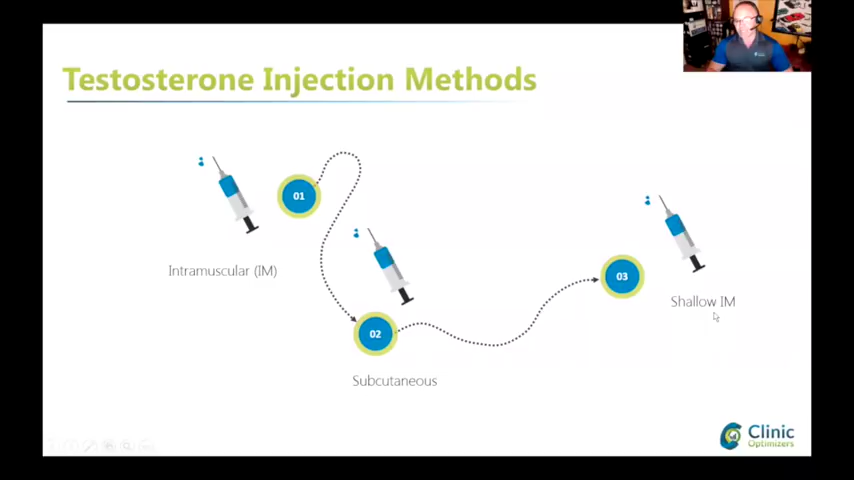 Testosterone Injection Methods
01
Intramuscular (IM)
02
Subcutaneous
03
Shallow IM
Clinic
Optimizers